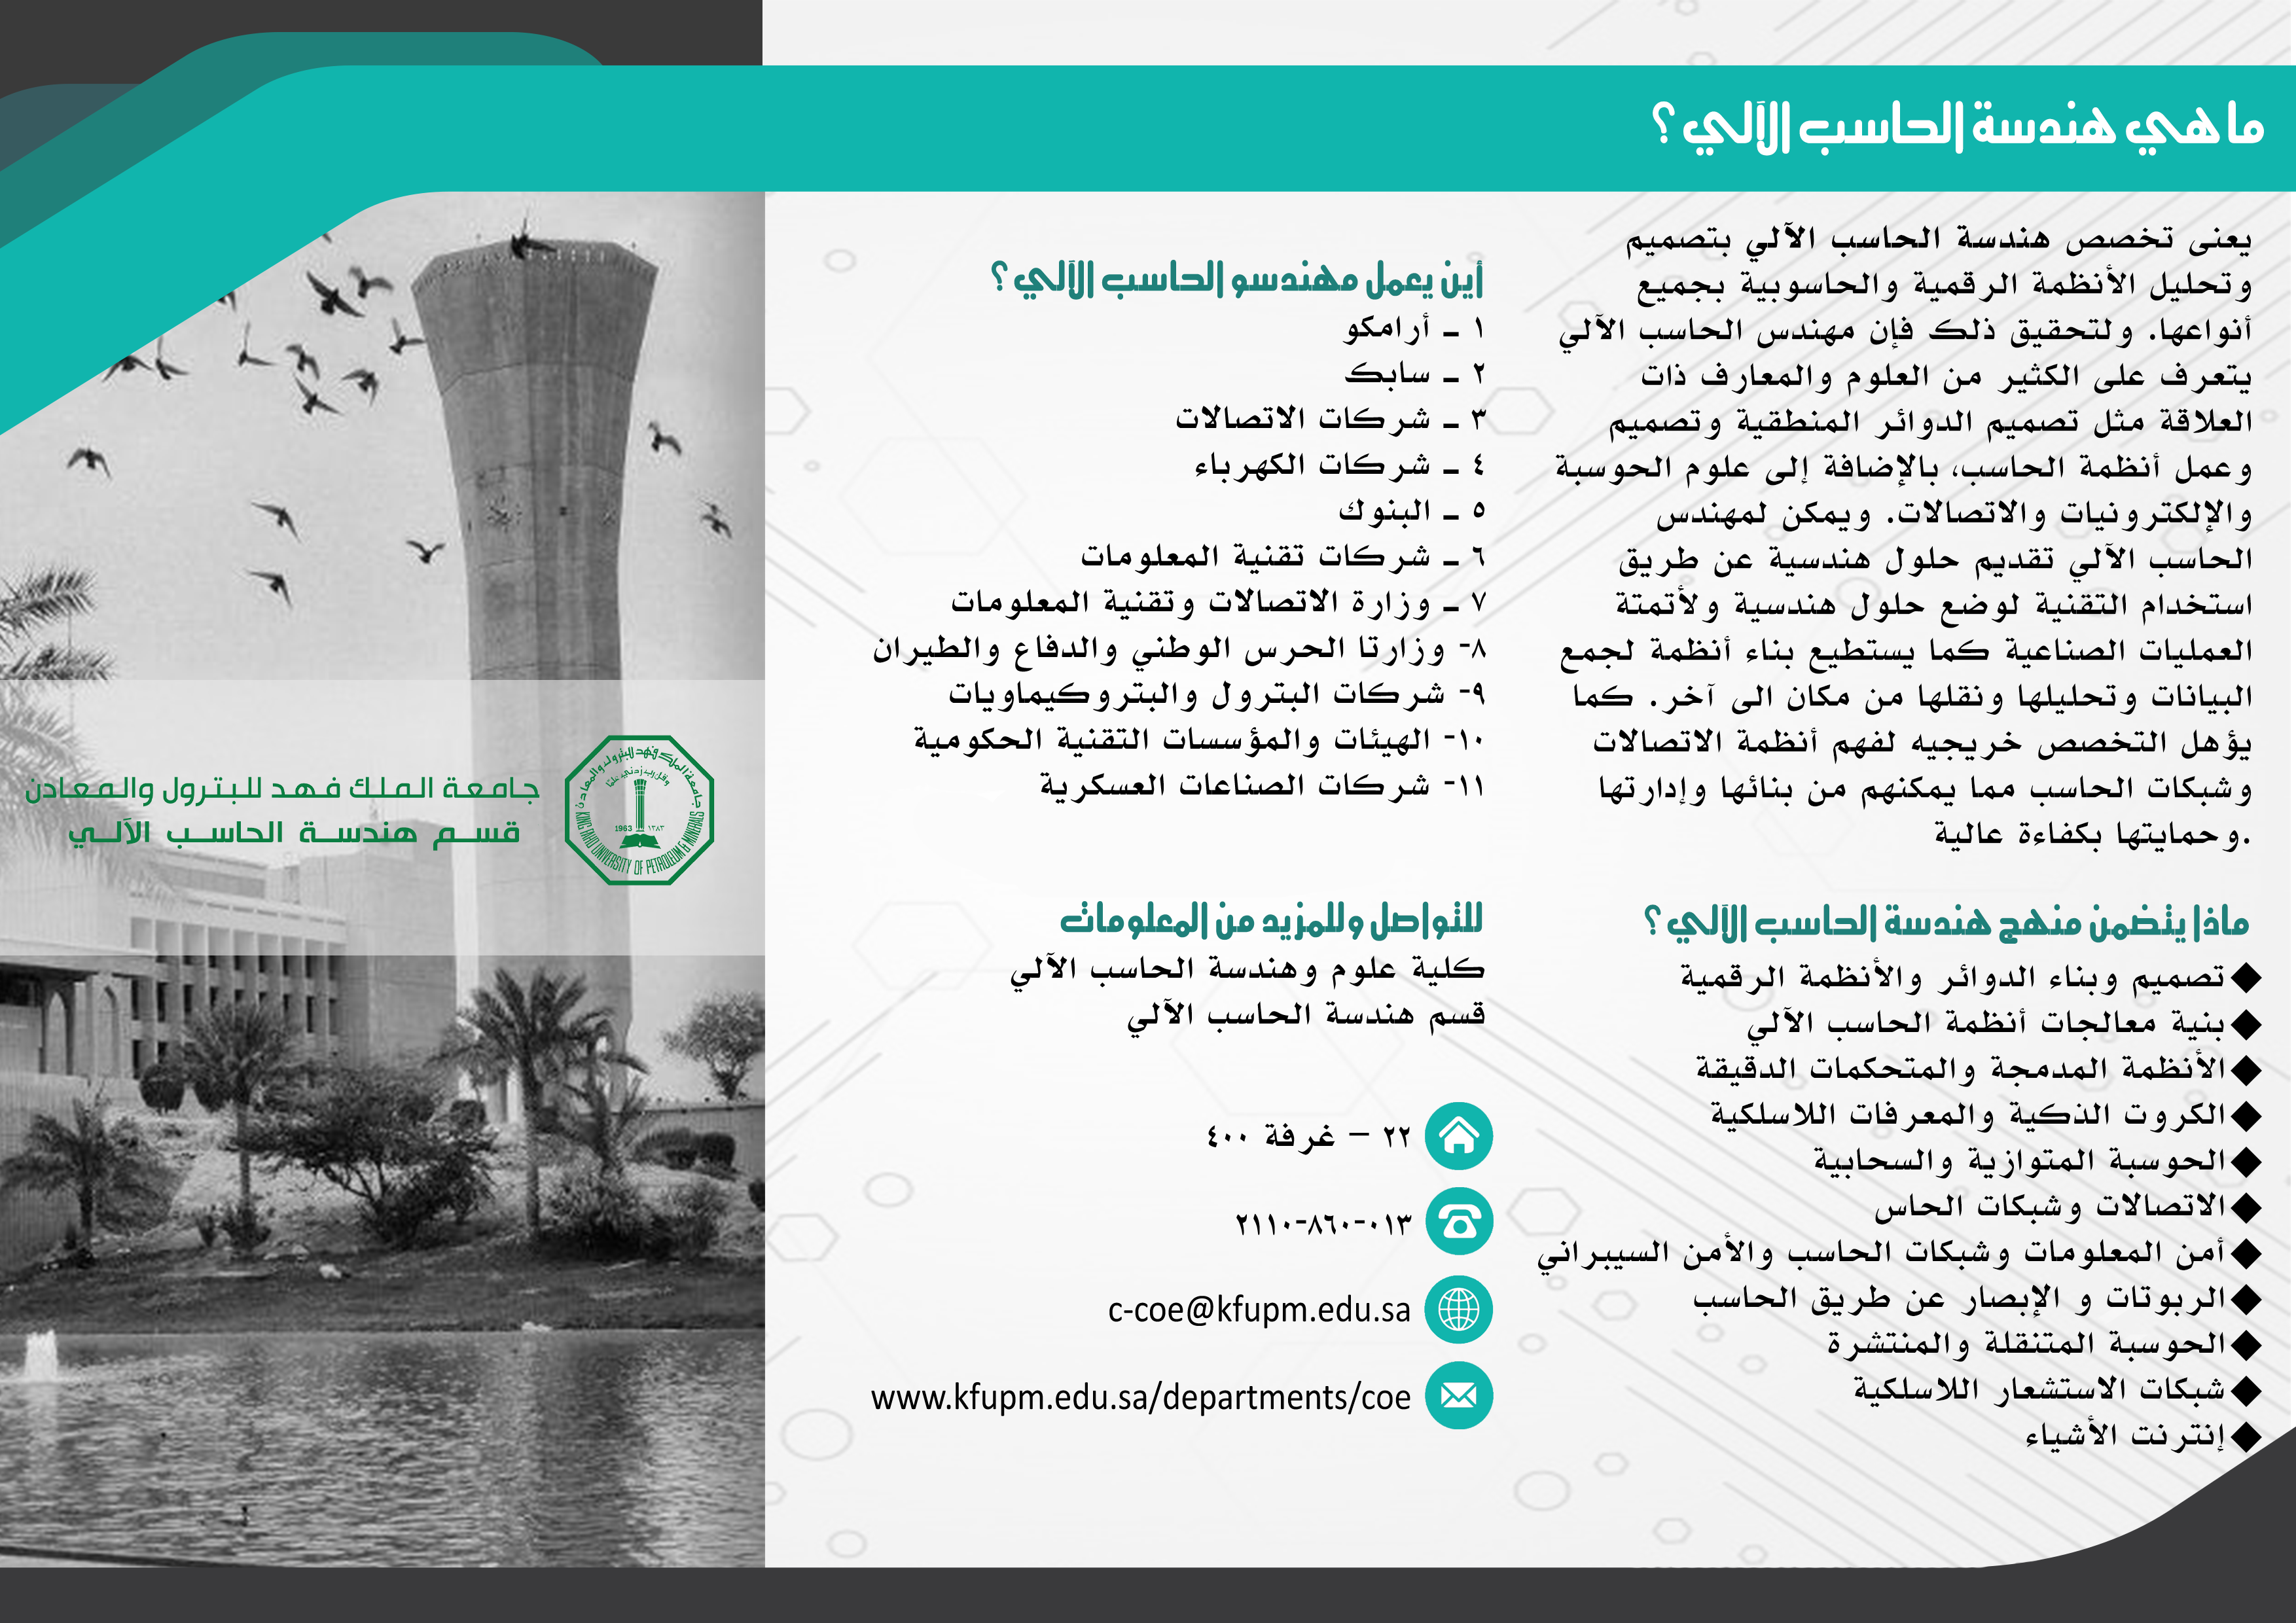 ما هي هندسة الحاسب الآلي ؟
يعنى تخصص هندسة الحاسب الآلي بتصميم
وتحليل الأنظمة الرقمية والحاسوبية بجميع
أنواعها. ولتحقيق ذلك فإن مهندس الحاسب الآلي
يتعرف على الكثير من العلوم والمعارف ذات
العلاقة مثل تصميم الدوائر المنطقية وتصميم
وعمل أنظمة الحاسب، بالإضافة إلى علوم الحوسبة
والإلكترونيات والاتصالات. ويمكن لمهندس
الحاسب الآلي تقديم حلول هندسية عن طريق
استخدام التقنية لوضع حلول هندسية ولأتمتة
العمليات الصناعية كما يستطيع بناء أنظمة لجمع
البيانات وتحليلها ونقلها من مكان الى آخر. كما
يؤهل التخصص خريجيه لفهم أنظمة الاتصالات
وشبكات الحاسب مما يمكنهم من بنائها وإدارتها
.وحمايتها بكفاءة عالية
ماذا يتضمن منهج هندسة الحاسب الآلي ؟
◆تصميم وبناء الدوائر والأنظمة الرقمية
◆بنية معالجات أنظمة الحاسب الآلي
◆الأنظمة المدمجة والمتحكمات الدقيقة
◆الكروت الذكية والمعرفات اللاسلكية
◆الحوسبة المتوازية والسحابية
◆الاتصالات وشبكات الحاس
◆أمن المعلومات وشبكات الحاسب والأمن السيبراني
◆الربوتات و الإبصار عن طريق الحاسب
◆الحوسبة المتنقلة والمنتشرة
◆شبكات الاستشعار اللاسلكية
◆إنترنت الأشياء
أين يعمل مهندسو الحاسب الآلي ؟
١ ـ أرامكو
٢ ـ سابك
٣ ـ شركات الاتصالات
٤ ـ شركات الكهرباء
٥ ـ البنوك
٦ ـ شركات تقنية المعلومات
٧ ـ وزارة الاتصالات وتقنية المعلومات
٨- وزارتا الحرس الوطني والدفاع والطيران
٩- شركات البترول والبتروكيماويات
١٠- الهيئات والمؤسسات التقنية الحكومية
١١- شركات الصناعات العسكرية
للتواصل وللمزيد من المعلومات
كلية علوم وهندسة الحاسب الآلي
قسم هندسة الحاسب الآلي
٢٢ – غرفة ٤٠٠
٠١٣-٨٦٠-٢١١٠
c-coe@kfupm.edu.sa
www.kfupm.edu.sa/departments/coe
جامعة الملك فهد للبترول والمعادن
وقل رب زدني علمًا
1963 ١٣٨٣
KING FAHD UNIVERSITY OF PETROLEUM & MINERALS
جامعة الملك فهد للبترول والمعادن
قسم هندسة الحاسب الآلي